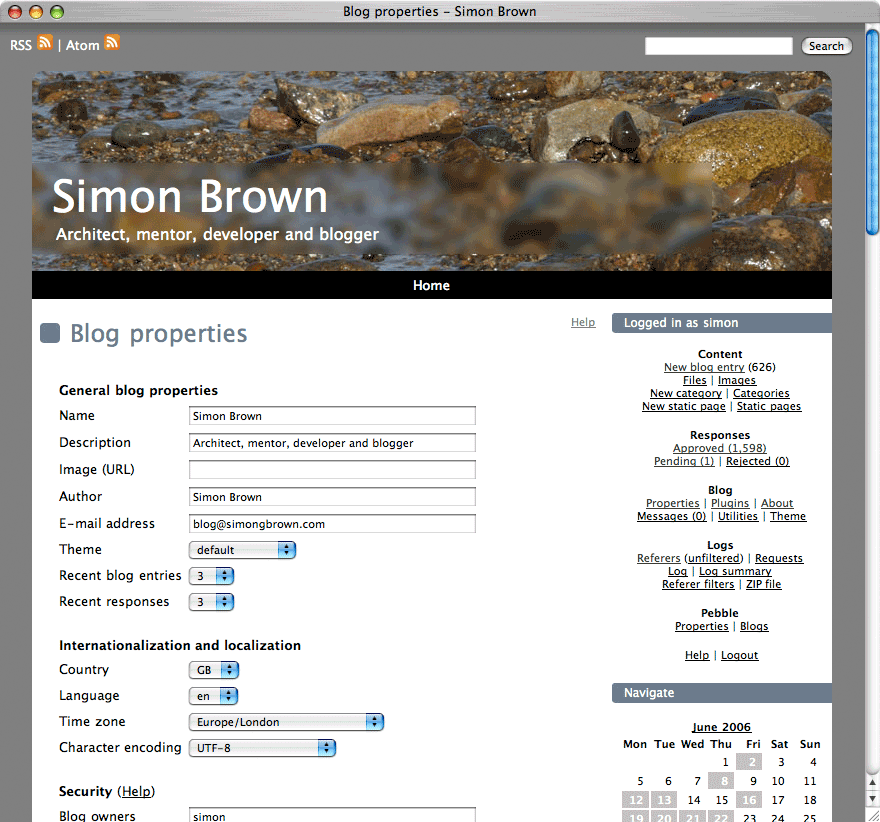 Blog properties – Simon Brown
RSS | Atom
Search
Simon Brown
Architect, mentor, developer and blogger
Home
Blog properties
Help
General blog properties
Name Simon Brown
Description Architect, mentor, developer and blogger
Image (URL)
Author Simon Brown
E-mail address blog@simongbrown.com
Theme default
Recent blog entries 3
Recent responses 3
Internationalization and localization
Country GB
Language en
Time zone Europe/London
Character encoding UTF-8
Security (Help)
Blog owners simon
Logged in as simon
Content
New blog entry (626)
Files | Images
New category | Categories
New static page | Static pages
Responses
Approved (1,598)
Pending (1) | Rejected (0)
Blog
Properties | Plugins | About
Messages (0) | Utilities | Theme
Logs
Referers (unfiltered) | Requests
Log | Log summary
Referer filters | ZIP file
Pebble
Properties | Blogs
Help | Logout
Navigate
June 2006
Mon Tue Wed Thu Fri Sat Sun
1 2 3 4
5 6 7 8 9 10 11
12 13 14 15 16 17 18
19 20 21 22 23 24 25